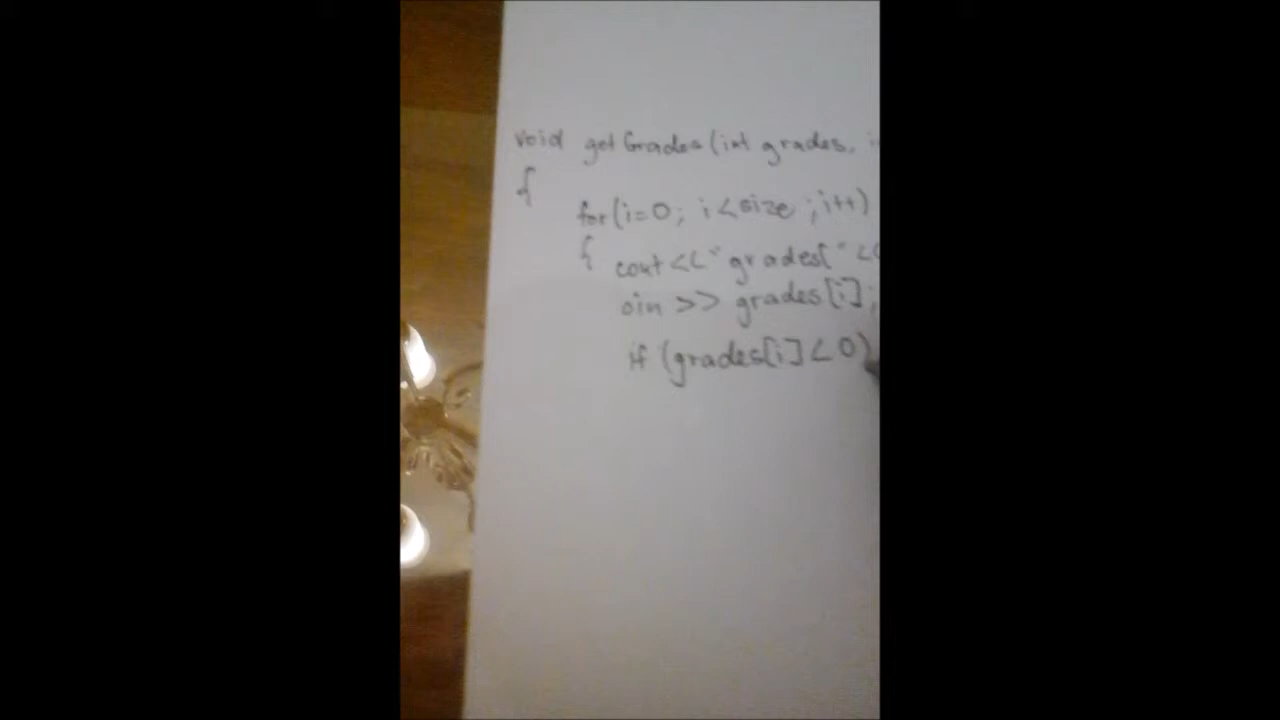 void getGrades(int grades, i
{
for(i=0; i<size ;i++)
{ cout<<"grades[" <<
cin >> grades[i];
if (grades[i]<0)